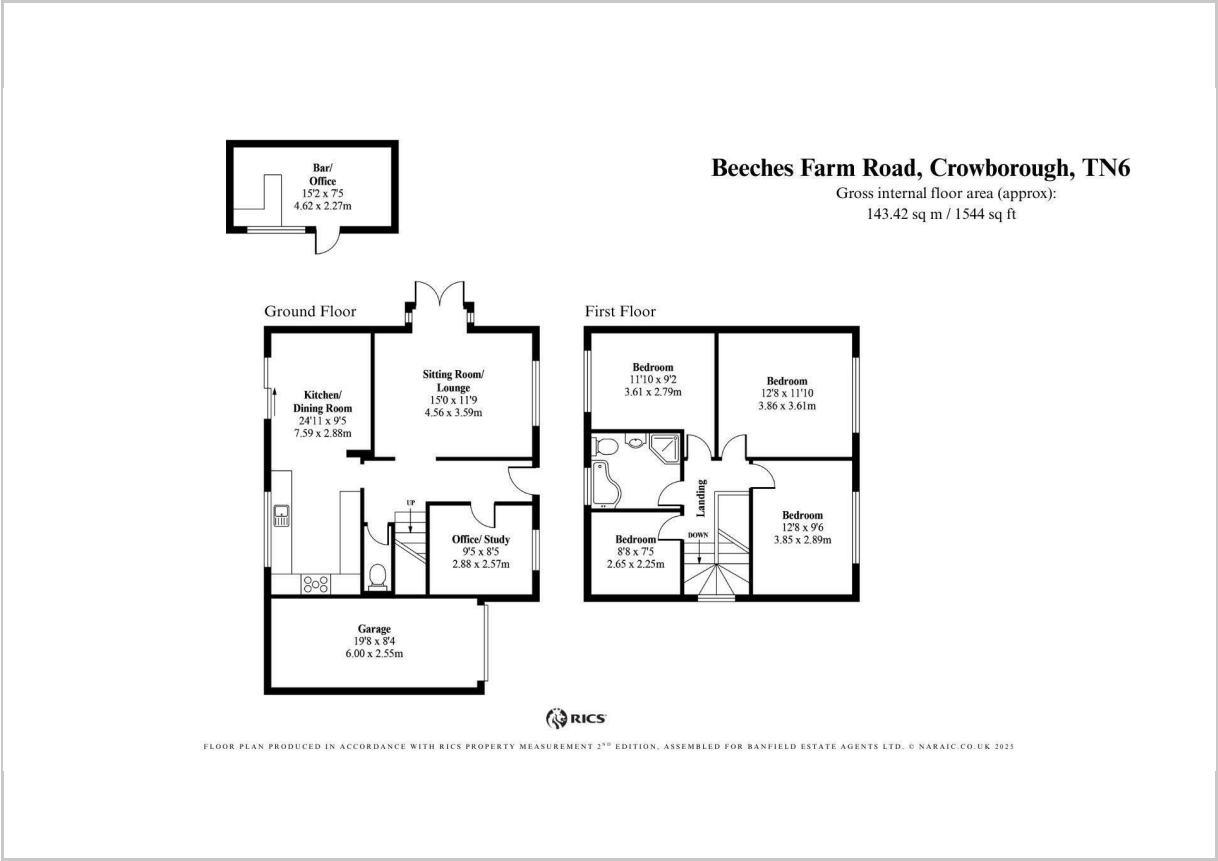 Beeches Farm Road, Crowborough, TN6
Gross internal floor area (approx):
143.42 sq m / 1544 sq ft
Bar/
Office
15'2 x 7'5
4.62 x 2.27m
Ground Floor
Kitchen/
Dining Room
24'11 x 9'5
7.59 x 2.88m
Sitting Room/
Lounge
15'0 x 11'9
4.56 x 3.59m
UP
Office/ Study
9'5 x 8'5
2.88 x 2.57m
Garage
19'8 x 8'4
6.00 x 2.55m
First Floor
Bedroom
11'10 x 9'2
3.61 x 2.79m
Bedroom
12'8 x 11'10
3.86 x 3.61m
Landing
DOWN
Bedroom
12'8 x 9'6
3.85 x 2.89m
Bedroom
8'8 x 7'5
2.65 x 2.25m
RICS
FLOOR PLAN PRODUCED IN ACCORDANCE WITH RICS PROPERTY MEASUREMENT 2ND EDITION, ASSEMBLED FOR BANFIELD ESTATE AGENTS LTD. © NARAIC.CO.UK 2025